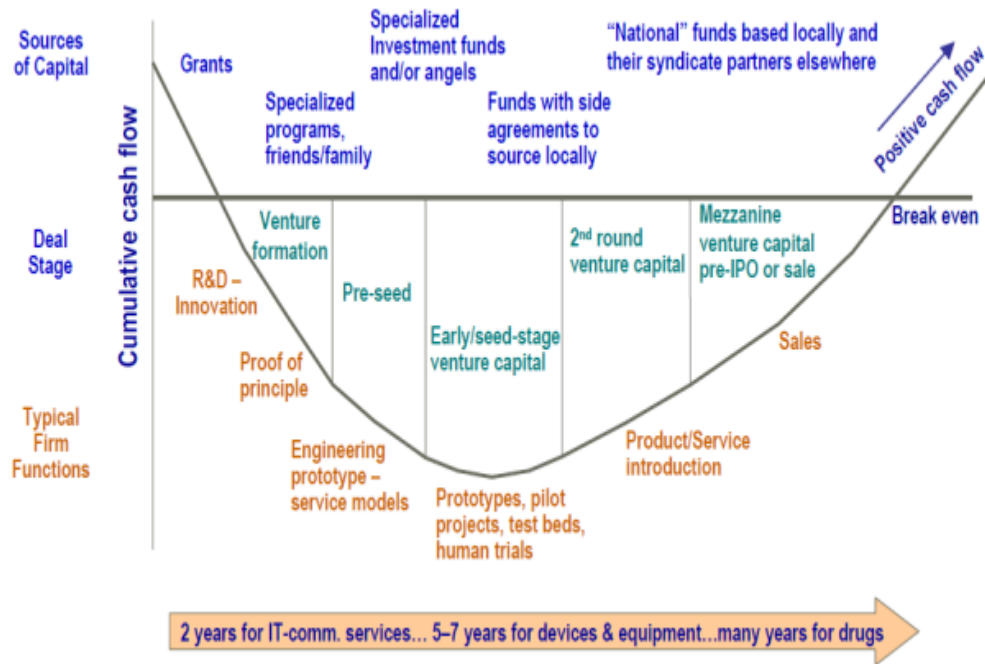 Sources
of Capital
Grants
Specialized
programs,
friends/family
Specialized
Investment funds
and/or angels
Funds with side
agreements to
source locally
“National” funds based locally and
their syndicate partners elsewhere
Positive cash flow
Cumulative cash flow
Break even
Deal
Stage
Venture
formation
Pre-seed
Early/seed-stage
venture capital
2nd round
venture capital
Mezzanine
venture capital
pre-IPO or sale
Typical
Firm
Functions
R&D –
Innovation
Proof of
principle
Engineering
prototype –
service models
Prototypes, pilot
projects, test beds,
human trials
Product/Service
introduction
Sales
2 years for IT-comm. services… 5–7 years for devices & equipment…many years for drugs